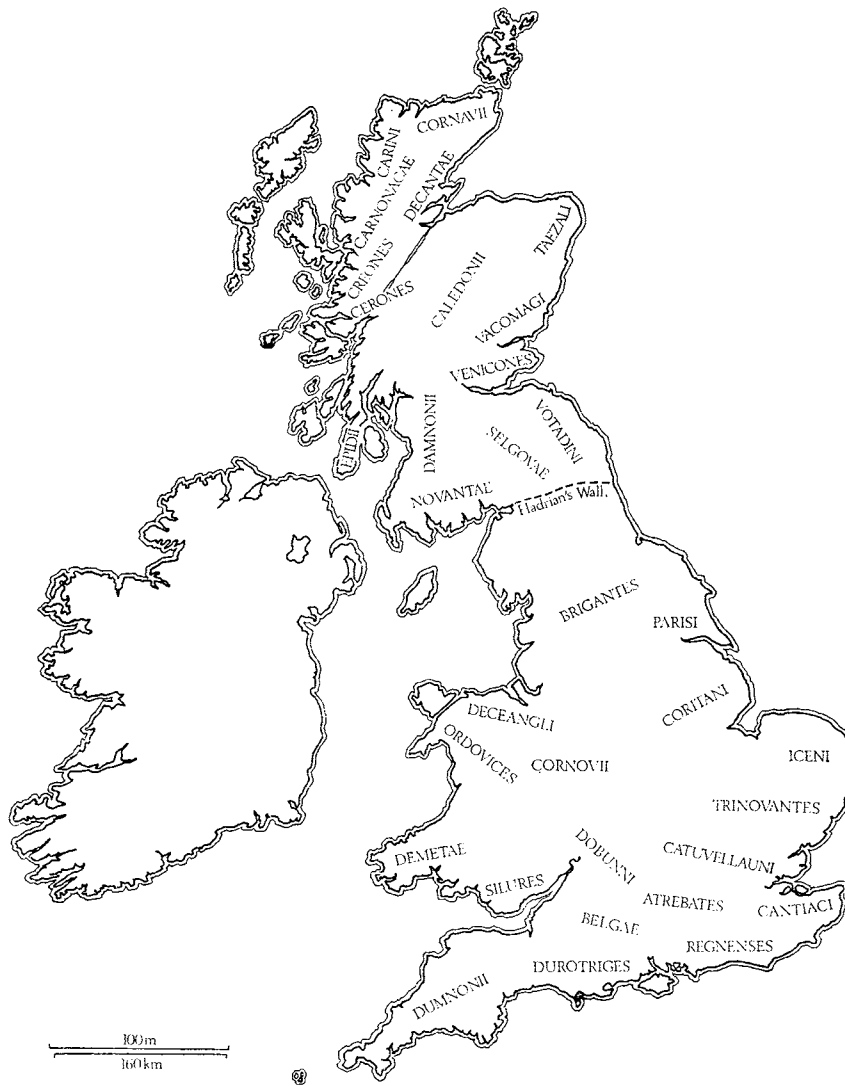 CORNAVII
CARINI
CARNONACAE
DECANTAE
CREONES
CERONES
CALEDONII
TAEZALI
VACOMAGI
VENICONES
EPIDII
DAMNONII
SELGOVAE
VOTADINI
NOVANTAE
Hadrian's Wall.
BRIGANTES
PARISI
DECEANGLI
CORITANI
ORDOVICES
CORNOVII
ICENI
TRINOVANTES
DEMETAE
SILURES
DOBUNNI
CATUVELLAUNI
ATREBATES
CANTIACI
BELGAE
REGNENSES
DUROTRIGES
DUMNONII
100m
160km